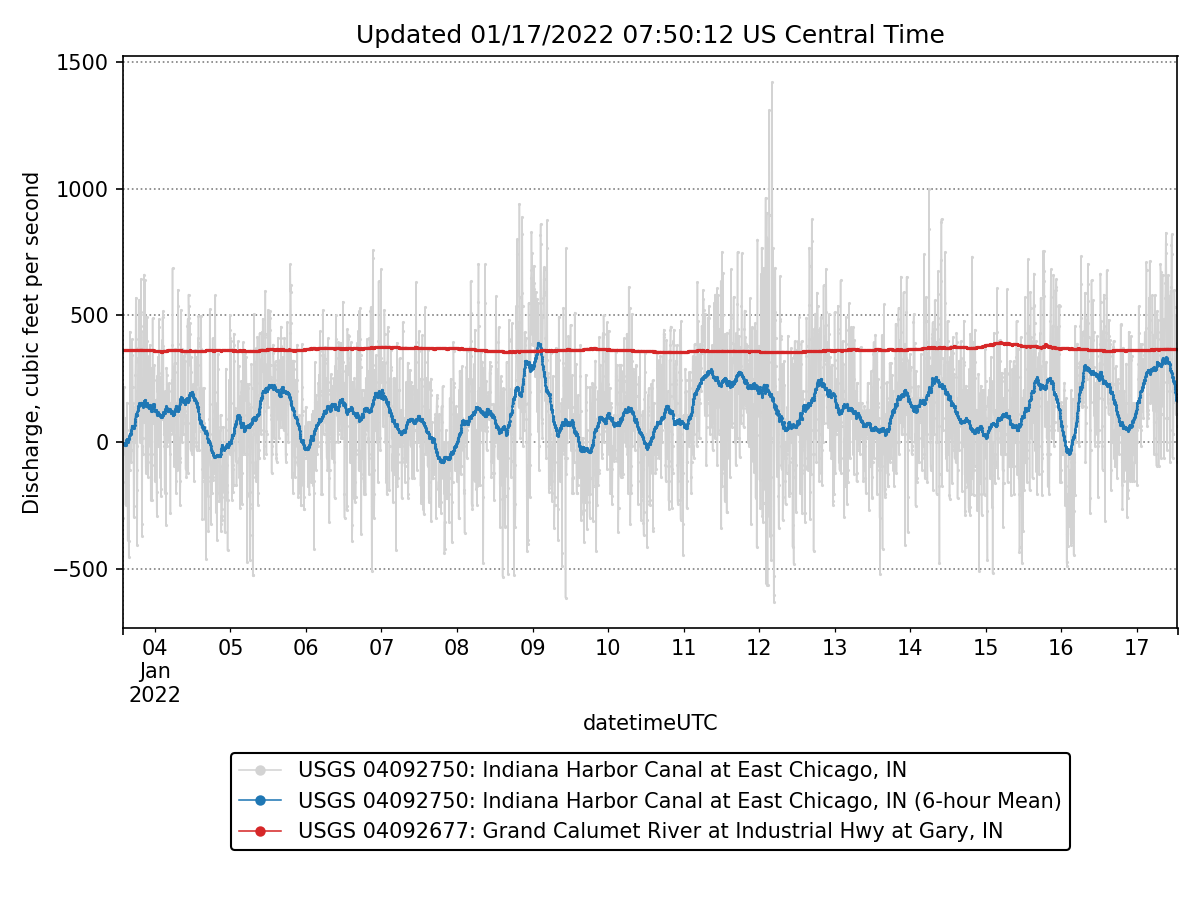 Updated 01/17/2022 07:50:12 US Central Time
Discharge, cubic feet per second
1500
1000
500
0
−500
04 05 06 07 08 09 10 11 12 13 14 15 16 17
Jan
2022
datetimeUTC
USGS 04092750: Indiana Harbor Canal at East Chicago, IN
USGS 04092750: Indiana Harbor Canal at East Chicago, IN (6-hour Mean)
USGS 04092677: Grand Calumet River at Industrial Hwy at Gary, IN